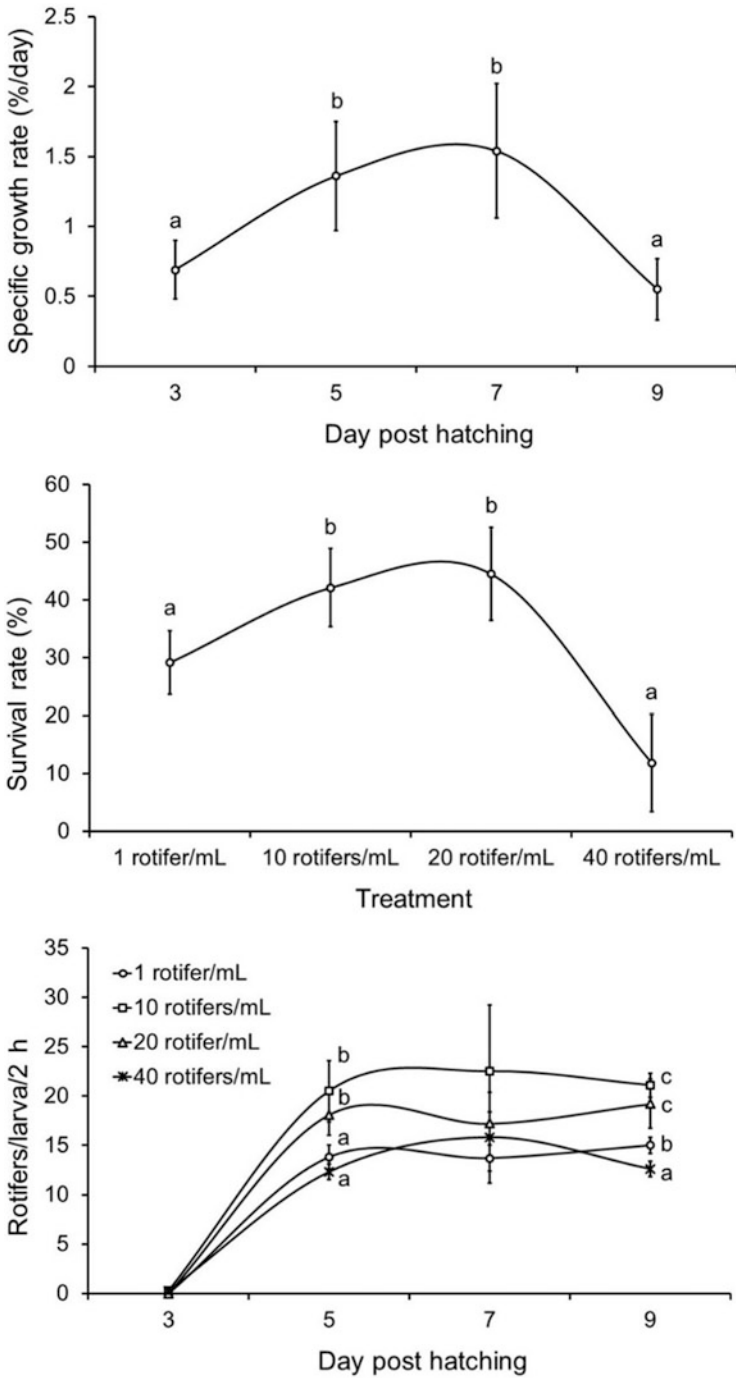 2.5
2
1.5
1
0.5
0
Specific growth rate (%/day)
a
b
b
a
3 5 7 9
Day post hatching
60
50
40
30
20
10
0
Survival rate (%)
a
b
b
a
1 rotifer/mL 10 rotifers/mL 20 rotifer/mL 40 rotifers/mL
Treatment
35
30
25
20
15
10
5
0
Rotifers/larva/2 h
1 rotifer/mL
10 rotifers/mL
20 rotifer/mL
40 rotifers/mL
b
b
a
a
c
c
b
a
3 5 7 9
Day post hatching